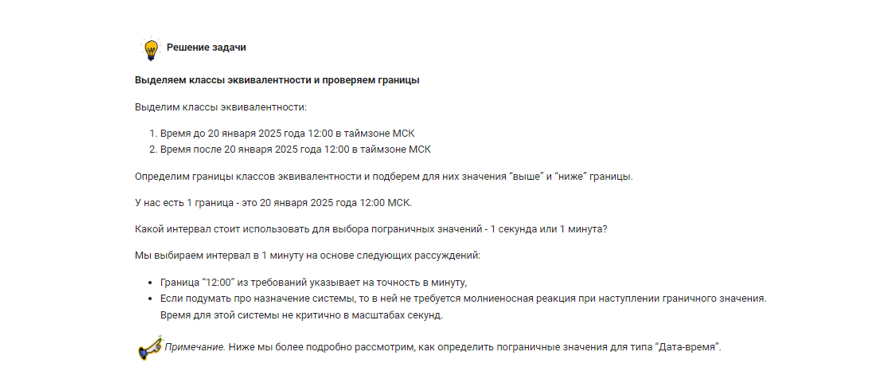 Решение задачи
Выделяем классы эквивалентности и проверяем границы
Выделим классы эквивалентности:
1. Время до 20 января 2025 года 12:00 в таймзоне МСК
2. Время после 20 января 2025 года 12:00 в таймзоне МСК
Определим границы классов эквивалентности и подберем для них значения “выше” и “ниже” границы.
У нас есть 1 граница - это 20 января 2025 года 12:00 МСК.
Какой интервал стоит использовать для выбора пограничных значений - 1 секунда или 1 минута?
Мы выбираем интервал в 1 минуту на основе следующих рассуждений:
• Граница “12:00” из требований указывает на точность в минуту,
• Если подумать про назначение системы, то в ней не требуется молниеносная реакция при наступлении граничного значения.
Время для этой системы не критично в масштабах секунд.
Примечание. Ниже мы более подробно рассмотрим, как определить пограничные значения для типа “Дата-время”.